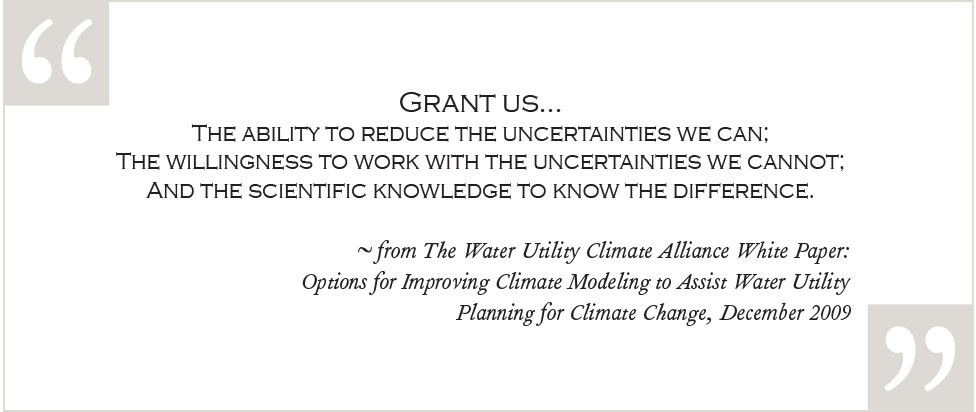 “
GRANT US...
THE ABILITY TO REDUCE THE UNCERTAINTIES WE CAN;
THE WILLINGNESS TO WORK WITH THE UNCERTAINTIES WE CANNOT;
AND THE SCIENTIFIC KNOWLEDGE TO KNOW THE DIFFERENCE.
~ from The Water Utility Climate Alliance White Paper:
Options for Improving Climate Modeling to Assist Water Utility
Planning for Climate Change, December 2009
”